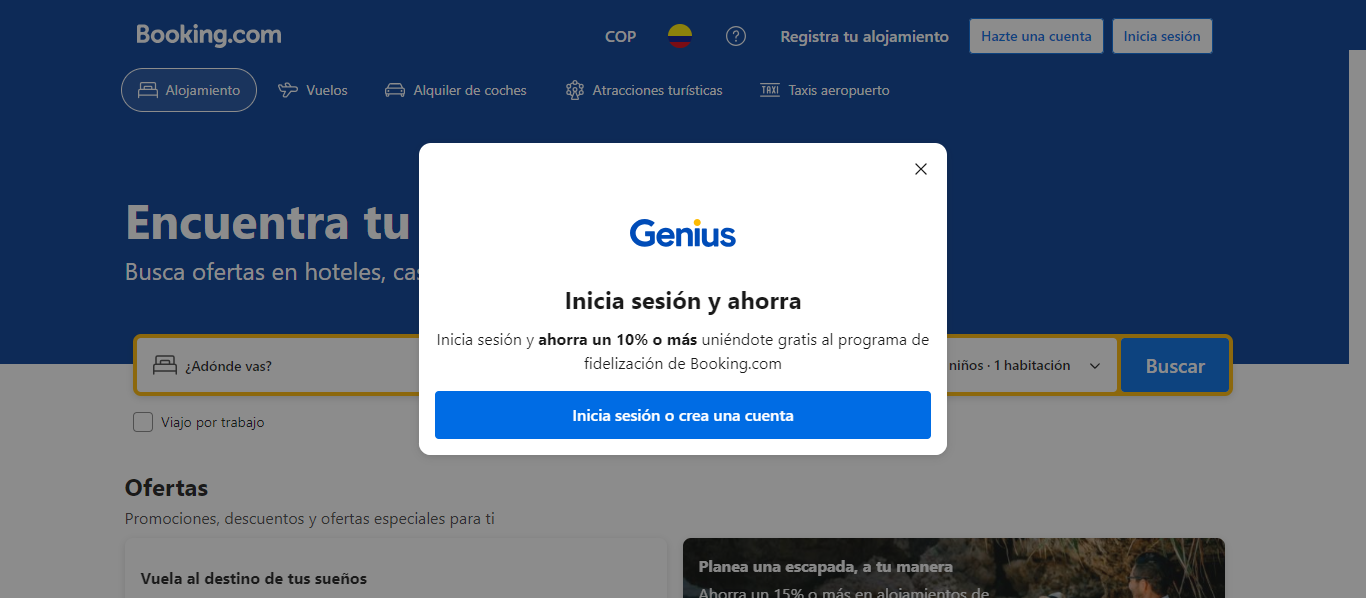 Booking.com
COP
Registra tu alojamiento
Hazte una cuenta
Inicia sesión
Alojamiento
Vuelos
Alquiler de coches
Atracciones turísticas
TAXI
Taxis aeropuerto
Encuentra tu
Busca ofertas en hoteles,
Genius
Inicia sesión y ahorra
Inicia sesión y ahorra un 10% o más uniéndote gratis al programa de
fidelización de Booking.com
Inicia sesión o crea una cuenta
¿Adónde vas?
niños · 1 habitación
Buscar
Viajo por trabajo
Ofertas
Promociones, descuentos y ofertas especiales para ti
Vuela al destino de tus sueños
Planea una escapada, a tu manera
Ahorra un 15% o más en alojamientos de